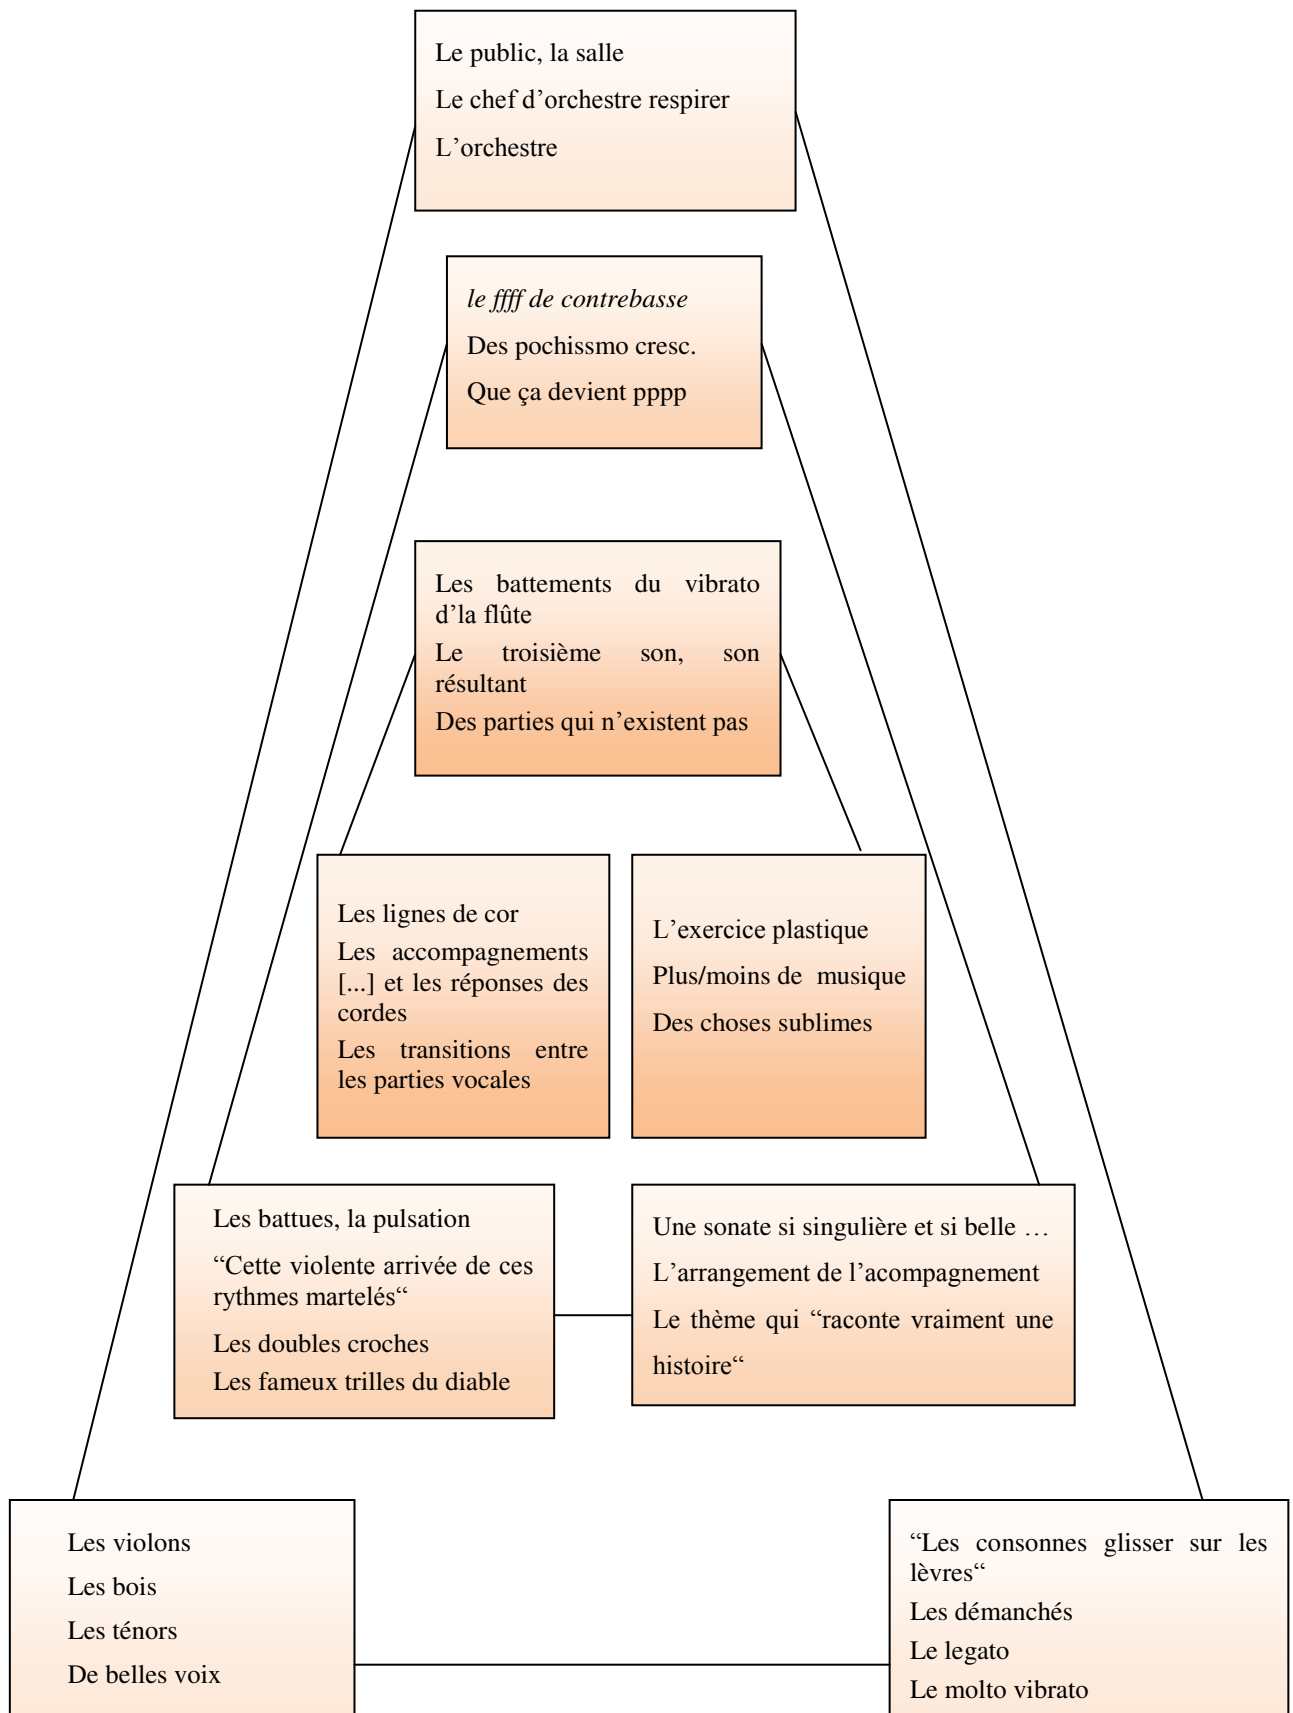 Le public, la salle
Le chef d’orchestre respirer
L’orchestre
le ffff de contrebasse
Des pochissmo cresc.
Que ça devient pppp
Les battements du vibrato
d’la flûte
Le troisième son, son
résultant
Des parties qui n’existent pas
Les lignes de cor
Les accompagnements
[...] et les réponses des
cordes
Les transitions entre
les parties vocales
L’exercice plastique
Plus/moins de musique
Des choses sublimes
Les battues, la pulsation
“Cette violente arrivée de ces
rythmes martelés“
Les doubles croches
Les fameux trilles du diable
Une sonate si singulière et si belle …
L’arrangement de l’acompagnement
Le thème qui “raconte vraiment une
histoire“
Les violons
Les bois
Les ténors
De belles voix
“Les consonnes glisser sur les
lèvres“
Les démanchés
Le legato
Le molto vibrato